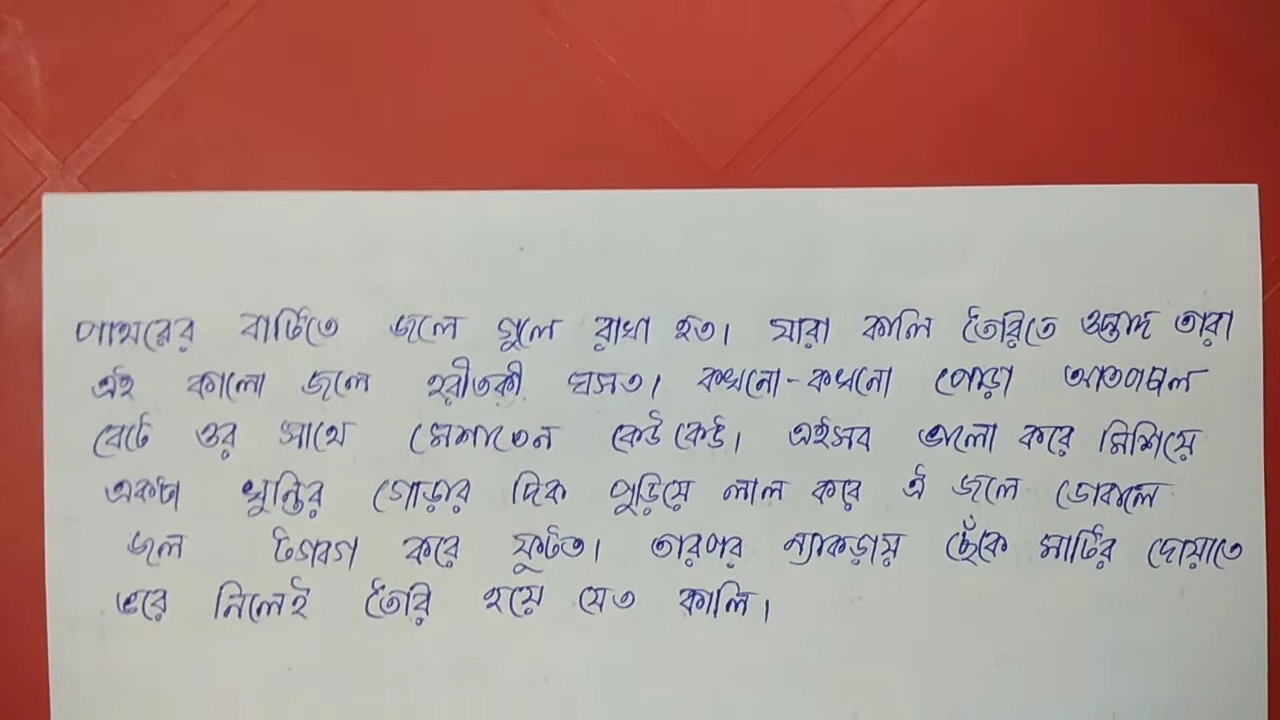 পাথরের বাটিতে জলে গুলে রাখা হত। যারা কালি তৈরিতে ওস্তাদ তারা
এই কালো জলে হরীতকী ঘসত। কখনো-কখনো পোড়া আতপচাল
বেটে ওর সাথে মেশাতেন কেউ কেউ। এইসব ভালো করে মিশিয়ে
একটা খুন্তির গোড়ার দিক পুড়িয়ে লাল করে ঐ জলে ডোবালে
জল টগবগ করে ফুটত। তারপর ন্যাকড়ায় ছেঁকে মাটির দোয়াতে
ভরে নিলেই তৈরি হয়ে যেত কালি।